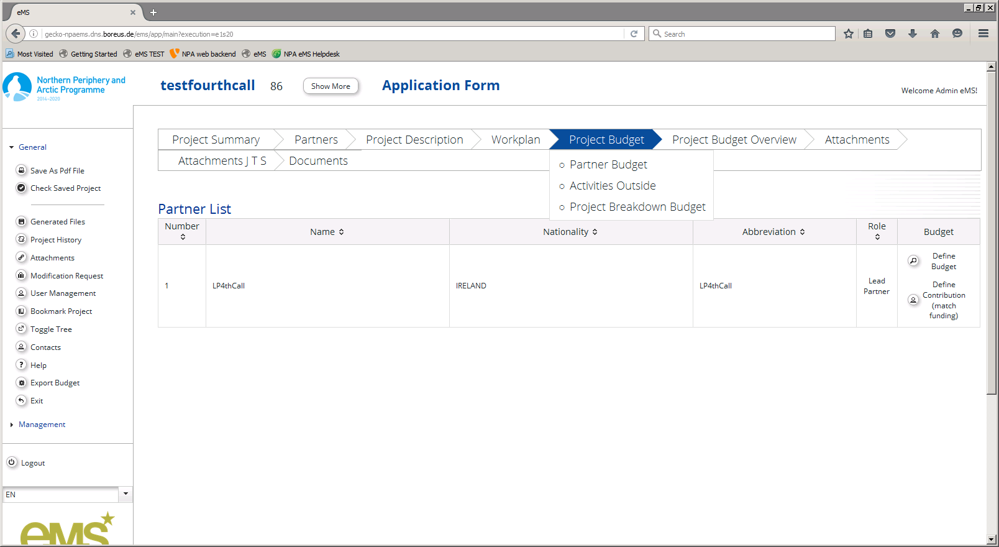 eMS
gecko-npaems.dns.boreus.de/ems/app/main?execution=e1s20
Search
Most Visited Getting Started eMS TEST NPA web backend eMS NPA eMS Helpdesk
Northern Periphery and
Arctic Programme
2014–2020
testfourthcall 86 Show More Application Form
Welcome Admin eMS!
Project Summary Partners Project Description Workplan Project Budget Project Budget Overview Attachments
Attachments J T S Documents
Partner Budget
Activities Outside
Project Breakdown Budget
General
Save As Pdf File
Check Saved Project
Generated Files
Project History
Attachments
Modification Request
User Management
Bookmark Project
Toggle Tree
Contacts
Help
Export Budget
Exit
Management
Logout
EN
eMS
Partner List
Number Name Nationality Abbreviation Role Budget
1 LP4thCall IRELAND LP4thCall Lead
Partner
Define
Budget
Define
Contribution
(match
funding)